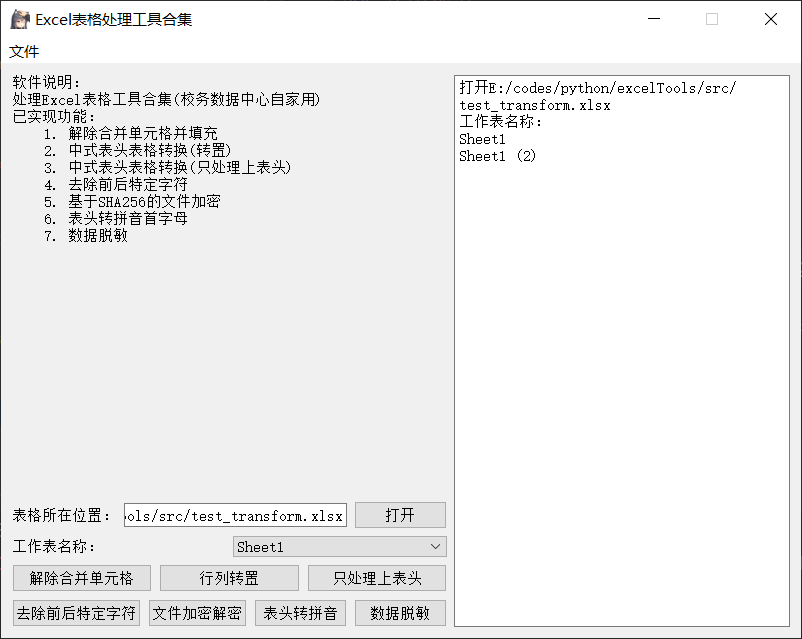 Excel表格处理工具合集
文件
软件说明:
处理Excel表格工具合集(校务数据中心自家用)
已实现功能:
1. 解除合并单元格并填充
2. 中式表头表格转换(转置)
3. 中式表头表格转换(只处理上表头)
4. 去除前后特定字符
5. 基于SHA256的文件加密
6. 表头转拼音首字母
7. 数据脱敏
打开E:/codes/python/excelTools/src/
test_transform.xlsx
工作表名称:
Sheet1
Sheet1 (2)
表格所在位置: ols/src/test_transform.xlsx 打开
工作表名称: Sheet1
解除合并单元格 行列转置 只处理上表头
去除前后特定字符 文件加密解密 表头转拼音 数据脱敏